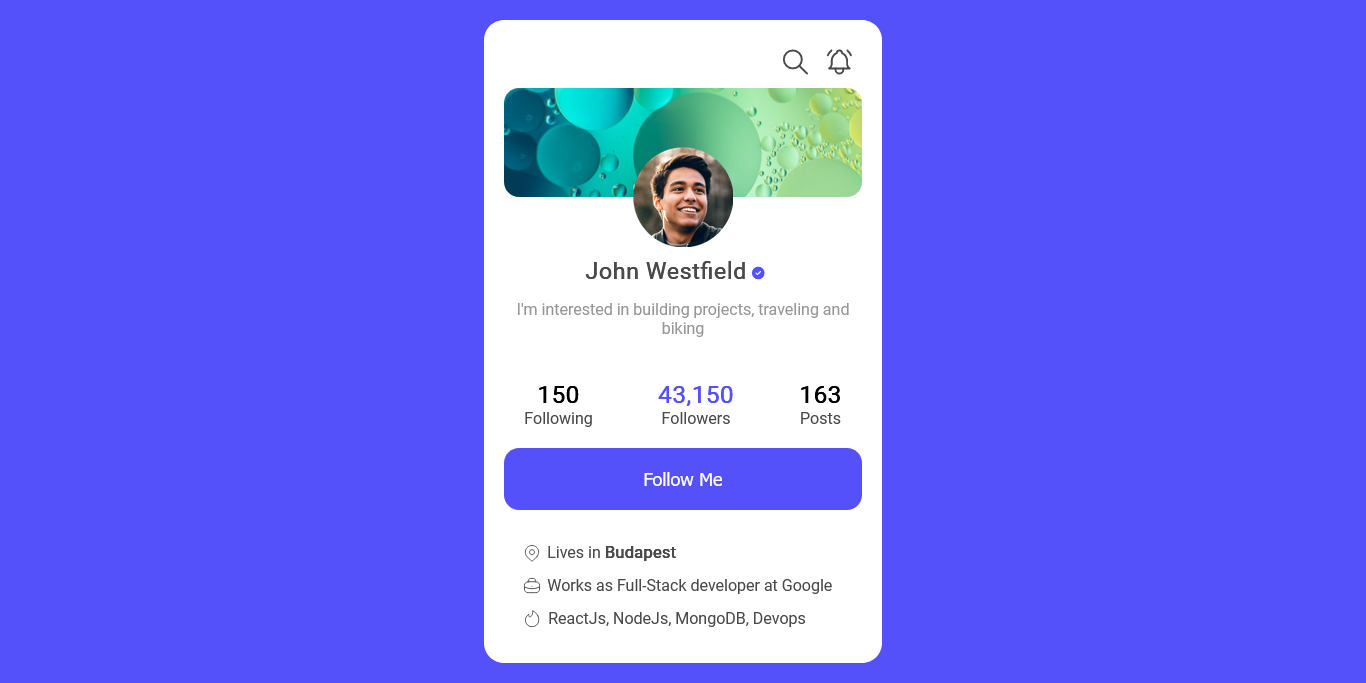 John Westfield
I'm interested in building projects, traveling and
biking
150 43,150 163
Following Followers Posts
Follow Me
Lives in Budapest
Works as Full-Stack developer at Google
ReactJs, NodeJs, MongoDB, Devops